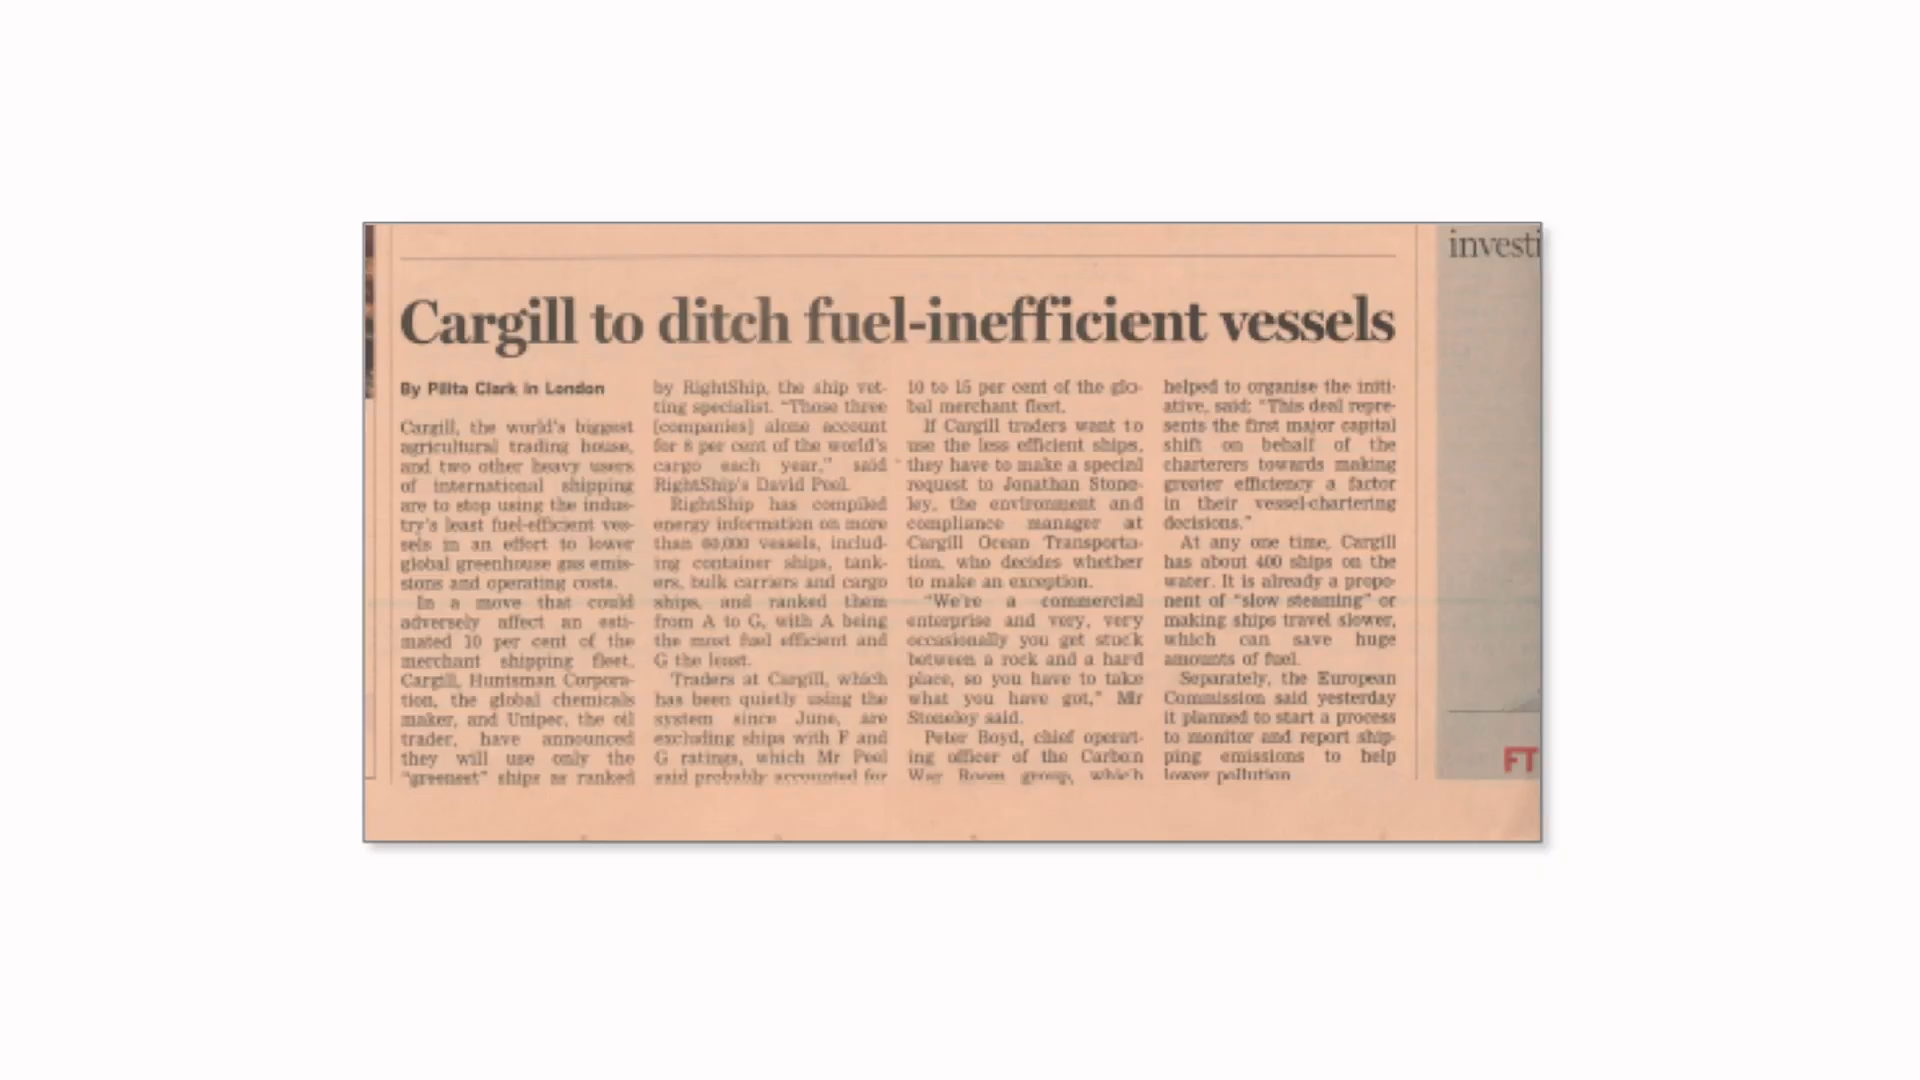 investi
Cargill to ditch fuel-inefficient vessels
By Pilita Clark in London
Cargill, the world's biggest
agricultural trading house,
and two other heavy users
of international shipping
are to stop using the indus-
try's least fuel-efficient ves-
sels in an effort to lower
global greenhouse gas emis-
sions and operating costs.
In a move that could
adversely affect an esti-
mated 10 per cent of the
merchant shipping fleet,
Cargill, Huntsman Corpora-
tion, the global chemicals
maker, and Unipec, the oil
trader, have announced
they will use only the
"greenest" ships as ranked
by RightShip, the ship vet-
ting specialist. "Those three
[companies] alone account
for 8 per cent of the world's
cargo each year," said
RightShip's David Peel.
RightShip has compiled
energy information on more
than 60,000 vessels, includ-
ing container ships, tank-
ers, bulk carriers and cargo
ships, and ranked them
from A to G, with A being
the most fuel efficient and
G the least.
Traders at Cargill, which
has been quietly using the
system since June, are
excluding ships with F and
G ratings, which Mr Peel
said probably accounted for
10 to 15 per cent of the glo-
bal merchant fleet.
If Cargill traders want to
use the less efficient ships,
they have to make a special
request to Jonathan Stone-
ley, the environment and
compliance manager at
Cargill Ocean Transporta-
tion, who decides whether
to make an exception.
"We're a commercial
enterprise and very, very
occasionally you get stuck
between a rock and a hard
place, so you have to take
what you have got," Mr
Stoneley said.
Peter Boyd, chief operat-
ing officer of the Carbon
War Room group, which
helped to organise the initi-
ative, said: "This deal repre-
sents the first major capital
shift on behalf of the
charterers towards making
greater efficiency a factor
in their vessel-chartering
decisions."
At any one time, Cargill
has about 400 ships on the
water. It is already a propo-
nent of "slow steaming" or
making ships travel slower,
which can save huge
amounts of fuel.
Separately, the European
Commission said yesterday
it planned to start a process
to monitor and report ship-
ping emissions to help
lower pollution
FT